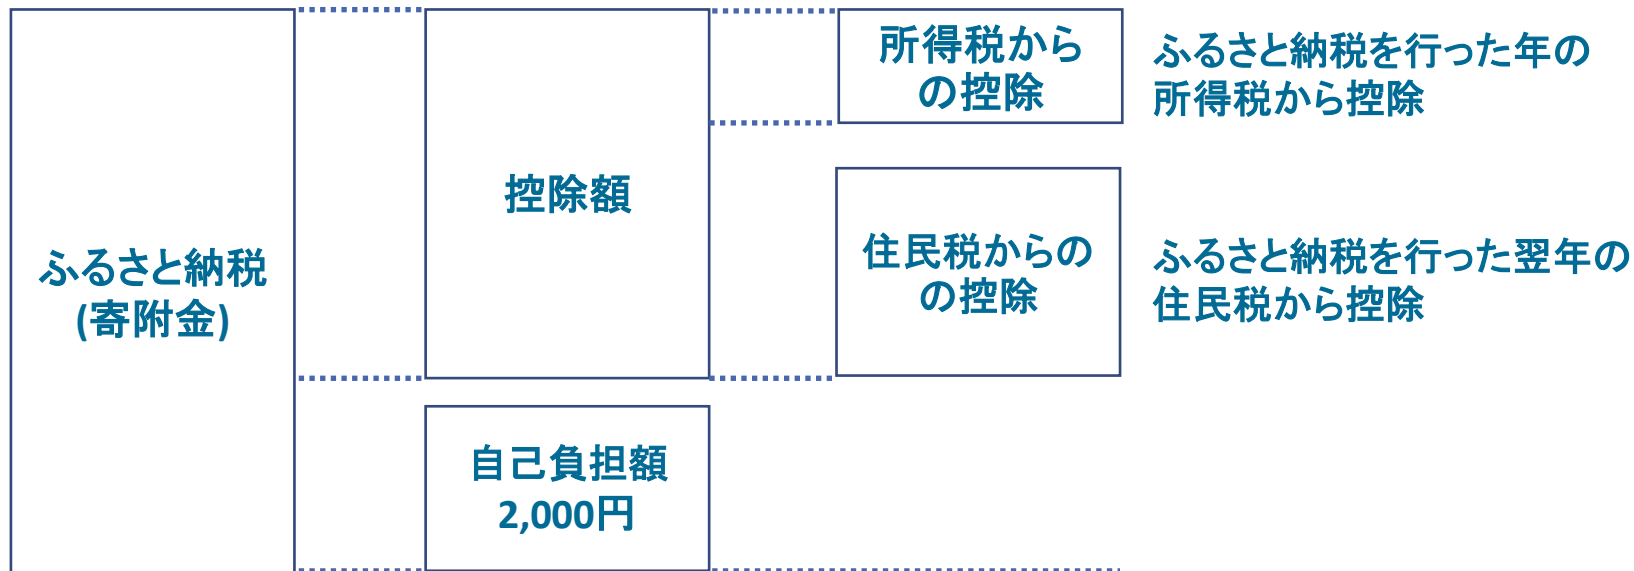 ふるさと納税
(寄附金)
控除額
自己負担額
2,000円
所得税から
の控除
ふるさと納税を行った年の
所得税から控除
住民税からの
の控除
ふるさと納税を行った翌年の
住民税から控除